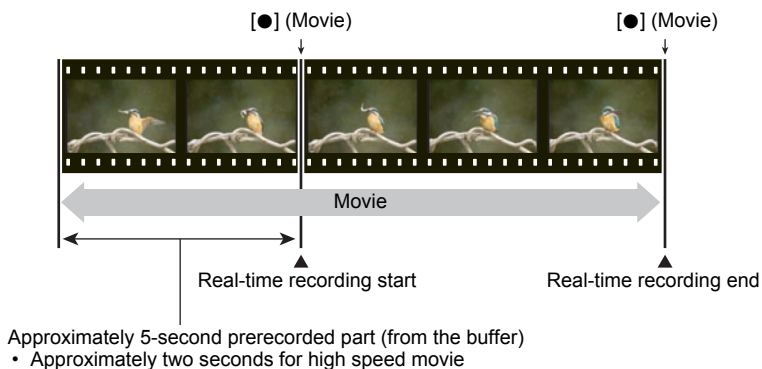 [●] (Movie) [●] (Movie)
Movie
Real-time recording start Real-time recording end
Approximately 5-second prerecorded part (from the buffer)
• Approximately two seconds for high speed movie